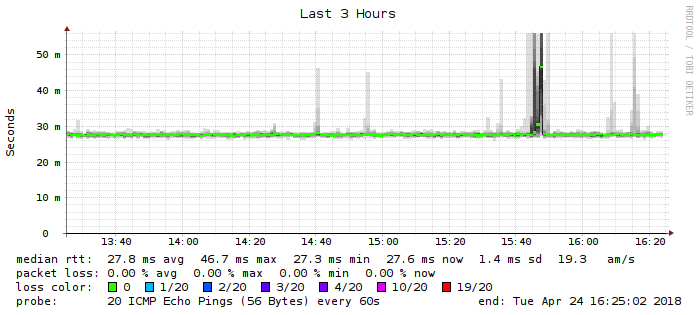 Last 3 Hours
RRDTOOL / TOBI OETIKER
Seconds
50 m
40 m
30 m
20 m
10 m
0
13:40 14:00 14:20 14:40 15:00 15:20 15:40 16:00 16:20
median rtt: 27.8 ms avg 46.7 ms max 27.3 ms min 27.6 ms now 1.4 ms sd 19.3 am/s
packet loss: 0.00 % avg 0.00 % max 0.00 % min 0.00 % now
loss color: 0 1/20 2/20 3/20 4/20 10/20 19/20
probe: 20 ICMP Echo Pings (56 Bytes) every 60s end: Tue Apr 24 16:25:02 2018